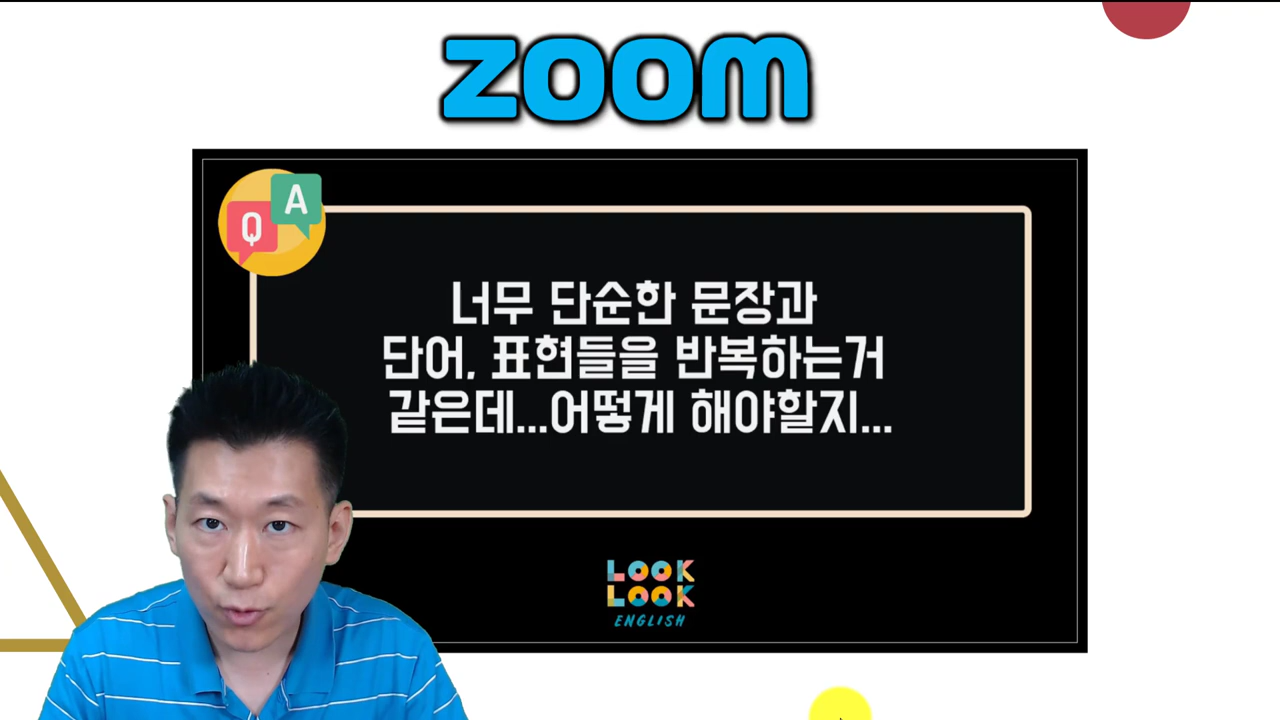 zoom
Q A
너무 단순한 문장과
단어, 표현들을 반복하는거
같은데...어떻게 해야할지...
LOOK
LOOK
ENGLISH